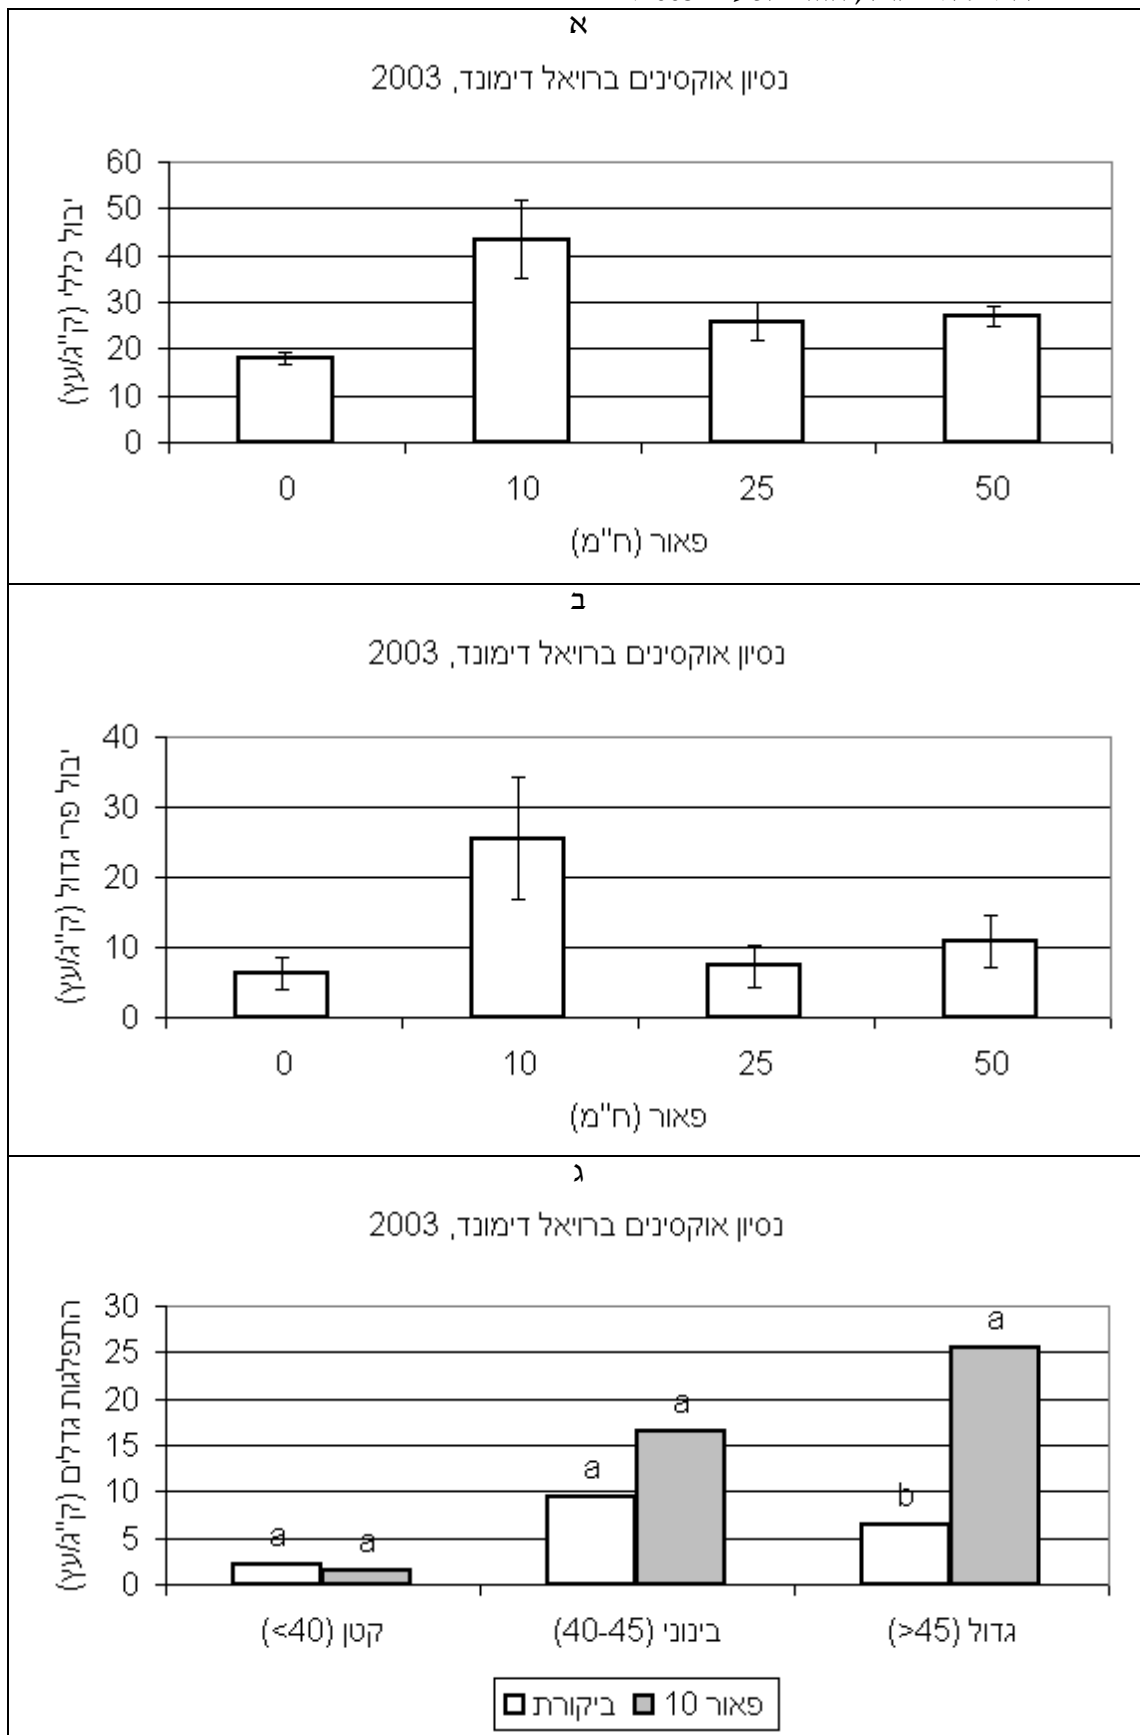 א
נסיון אוקסינים ברויאל דימונד, 2003
יבול כללי (ק"ג/עץ)
60
50
40
30
20
10
0
0 10 25 50
פאור (ח"מ)
ב
נסיון אוקסינים ברויאל דימונד, 2003
יבול פרי גדול (ק"ג/עץ)
40
30
20
10
0
0 10 25 50
פאור (ח"מ)
ג
נסיון אוקסינים ברויאל דימונד, 2003
התפלגות גדלים (ק"ג/עץ)
30
25
20
15
10
5
0
a a a a b a
קטן (<40) בינוני (40-45) גדול (>45)
ביקורת פאור 10